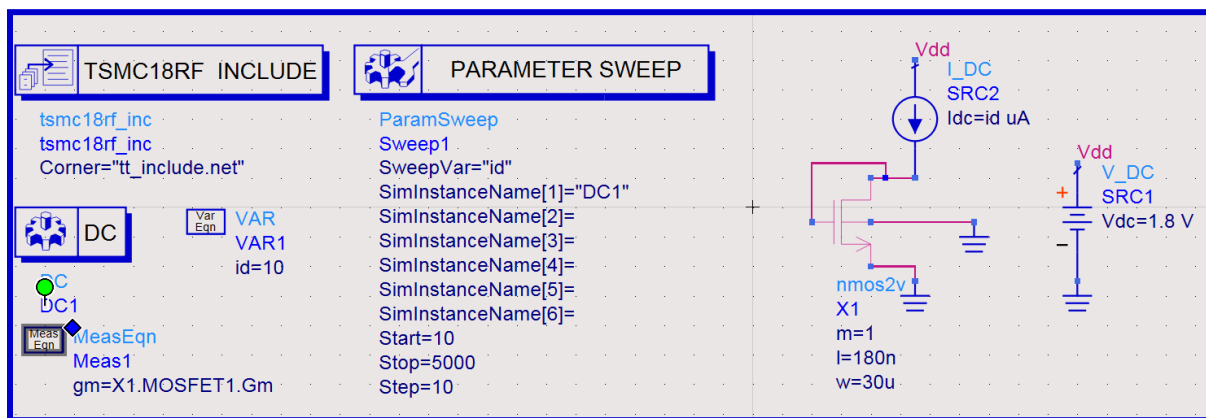 TSMC18RF INCLUDE
tsmc18rf_inc
tsmc18rf_inc
Corner="tt_include.net"
DC
DC
DC1
Var
Eqn
VAR
VAR1
id=10
Meas
Eqn
MeasEqn
Meas1
gm=X1.MOSFET1.Gm
PARAMETER SWEEP
ParamSweep
Sweep1
SweepVar="id"
SimInstanceName[1]="DC1"
SimInstanceName[2]=
SimInstanceName[3]=
SimInstanceName[4]=
SimInstanceName[5]=
SimInstanceName[6]=
Start=10
Stop=5000
Step=10
Vdd
I_DC
SRC2
Idc=id uA
nmos2v
X1
m=1
l=180n
w=30u
Vdd
V_DC
SRC1
Vdc=1.8 V